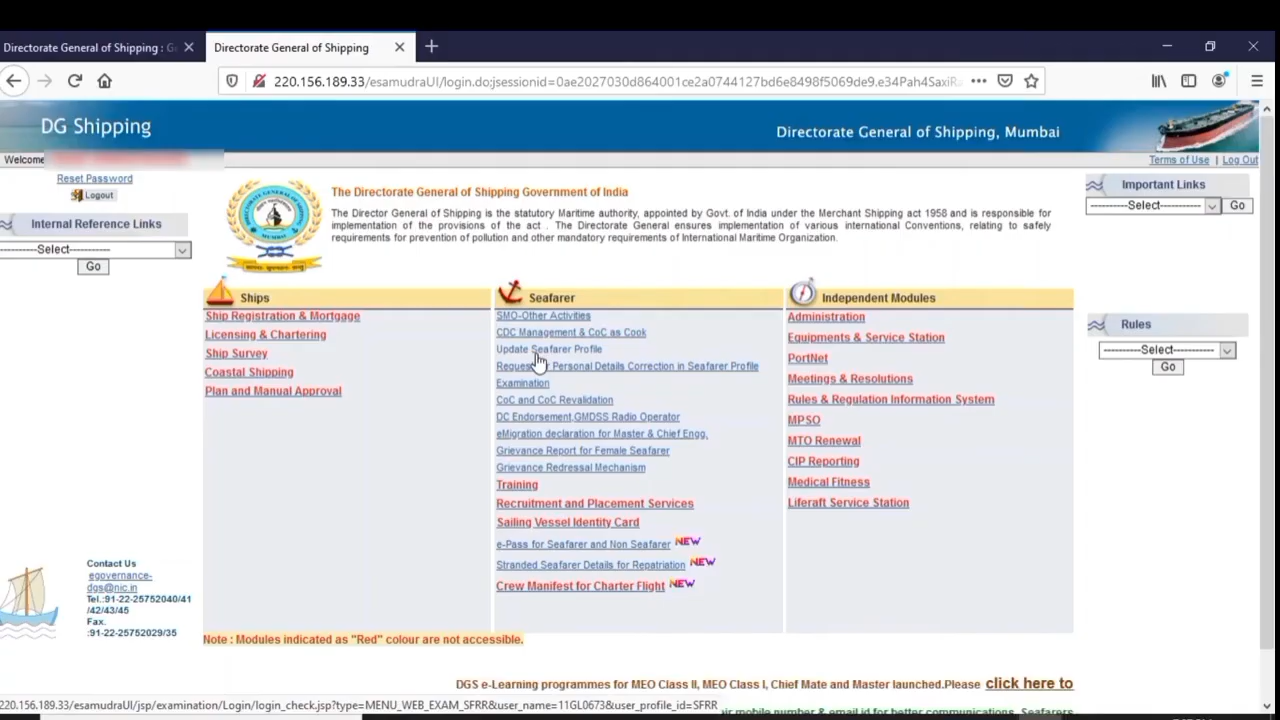 Directorate General of Shipping : G
Directorate General of Shipping
220.156.189.33/esamudraUI/login.do;jsessionid=0ae2027030d864001ce2a0744127bd6e8498f5069de9.e34Pah4SaxiRa
DG Shipping
Directorate General of Shipping, Mumbai
Welcome
Terms of Use | Log Out
Reset Password
Logout
Internal Reference Links
---------Select----------
Go
The Directorate General of Shipping Government of India
The Director General of Shipping is the statutory Maritime authority, appointed by Govt. of India under the Merchant Shipping act 1958 and is responsible for
implementation of the provisions of the act . The Directorate General ensures implementation of various international Conventions, relating to safely
requirements for prevention of pollution and other mandatory requirements of International Maritime Organization.
Important Links
---------Select----------
Go
Ships
Ship Registration & Mortgage
Licensing & Chartering
Ship Survey
Coastal Shipping
Plan and Manual Approval
Seafarer
SMO-Other Activities
CDC Management & CoC as Cook
Update Seafarer Profile
Personal Details Correction in Seafarer Profile
Examination
CoC and CoC Revalidation
DC Endorsement,GMDSS Radio Operator
eMigration declaration for Master & Chief Engg.
Grievance Report for Female Seafarer
Grievance Redressal Mechanism
Training
Recruitment and Placement Services
Sailing Vessel Identity Card
e-Pass for Seafarer and Non Seafarer NEW
Stranded Seafarer Details for Repatriation NEW
Crew Manifest for Charter Flight NEW
Independent Modules
Administration
Equipments & Service Station
PortNet
Meetings & Resolutions
Rules & Regulation Information System
MPSO
MTO Renewal
CIP Reporting
Medical Fitness
Liferaft Service Station
Rules
---------Select----------
Go
Contact Us
egovernance-
dgs@nic.in
Tel.:91-22-25752040/41
/42/43/45
Fax.
:91-22-25752029/35
Note : Modules indicated as "Red" colour are not accessible.
DGS e-Learning programmes for MEO Class II, MEO Class I, Chief Mate and Master launched.Please click here to
220.156.189.33/esamudraUI/jsp/examination/Login/login_check.jsp?type=MENU_WEB_EXAM_SFRR&user_name=11GL0673&user_profile_id=SFRR
mobile number & email id for better communications. Seafarers